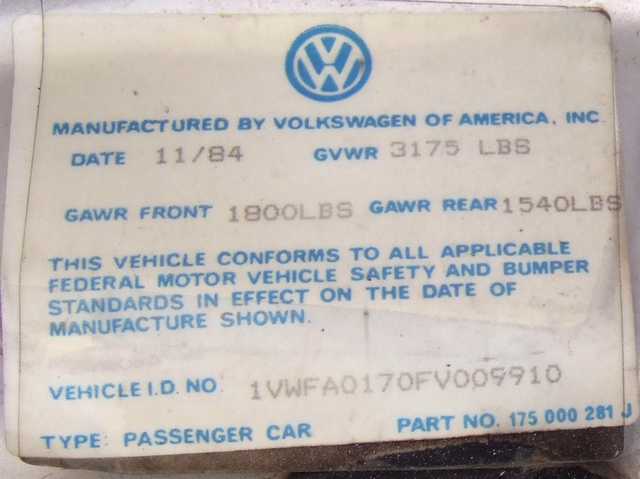 MANUFACTURED BY VOLKSWAGEN OF AMERICA, INC.
DATE 11/84 GVWR 3175 LBS
GAWR FRONT 1800LBS GAWR REAR 1540LBS
THIS VEHICLE CONFORMS TO ALL APPLICABLE
FEDERAL MOTOR VEHICLE SAFETY AND BUMPER
STANDARDS IN EFFECT ON THE DATE OF
MANUFACTURE SHOWN.
VEHICLE I.D. NO. 1VWFA0170FV009910
TYPE: PASSENGER CAR PART NO. 175 000 281 J